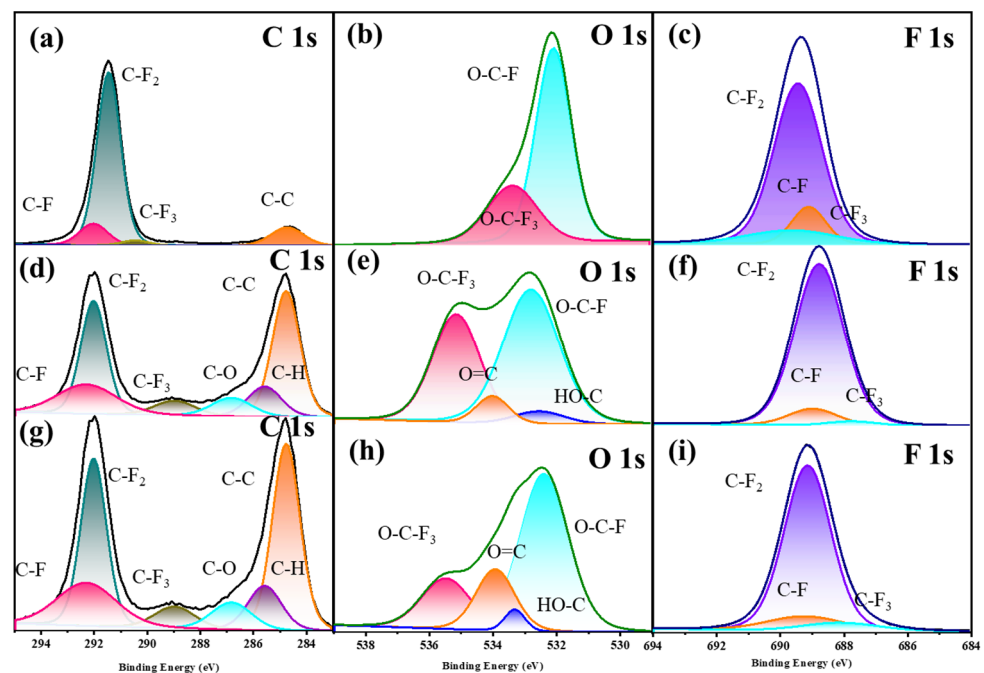 (a)
C 1s
C-F₂
C-F
C-F₃
C-C
(b)
O 1s
O-C-F
O-C-F₃
(c)
F 1s
C-F₂
C-F
C-F₃
(d)
C 1s
C-F₂
C-C
C-F
C-F₃
C-O
C-H
(e)
O 1s
O-C-F₃
O-C-F
O=C
HO-C
(f)
F 1s
C-F₂
C-F
C-F₃
(g)
C 1s
C-F₂
C-C
C-F
C-F₃
C-O
C-H
(h)
O 1s
O-C-F₃
O-C-F
O=C
HO-C
(i)
F 1s
C-F₂
C-F
C-F₃
294 292 290 288 286 284
538 536 534 532 530
694 692 690 688 686 684
Binding Energy (eV)
Binding Energy (eV)
Binding Energy (eV)